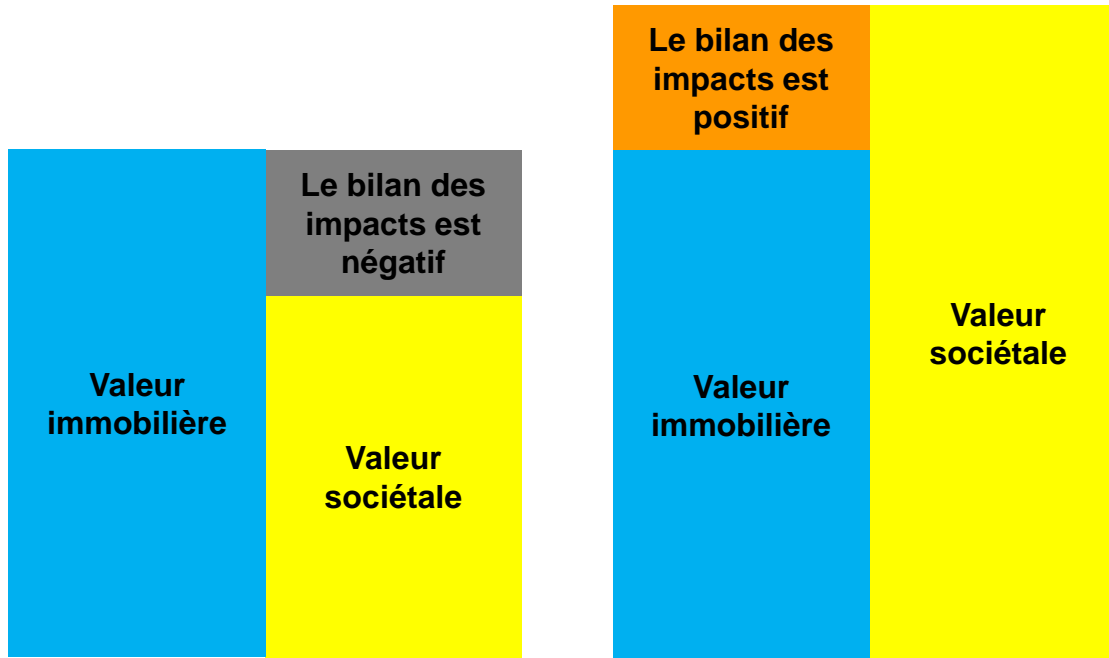 Valeur
immobilière
Le bilan des
impacts est
négatif
Valeur
sociétale
Le bilan des
impacts est
positif
Valeur
immobilière
Valeur
sociétale